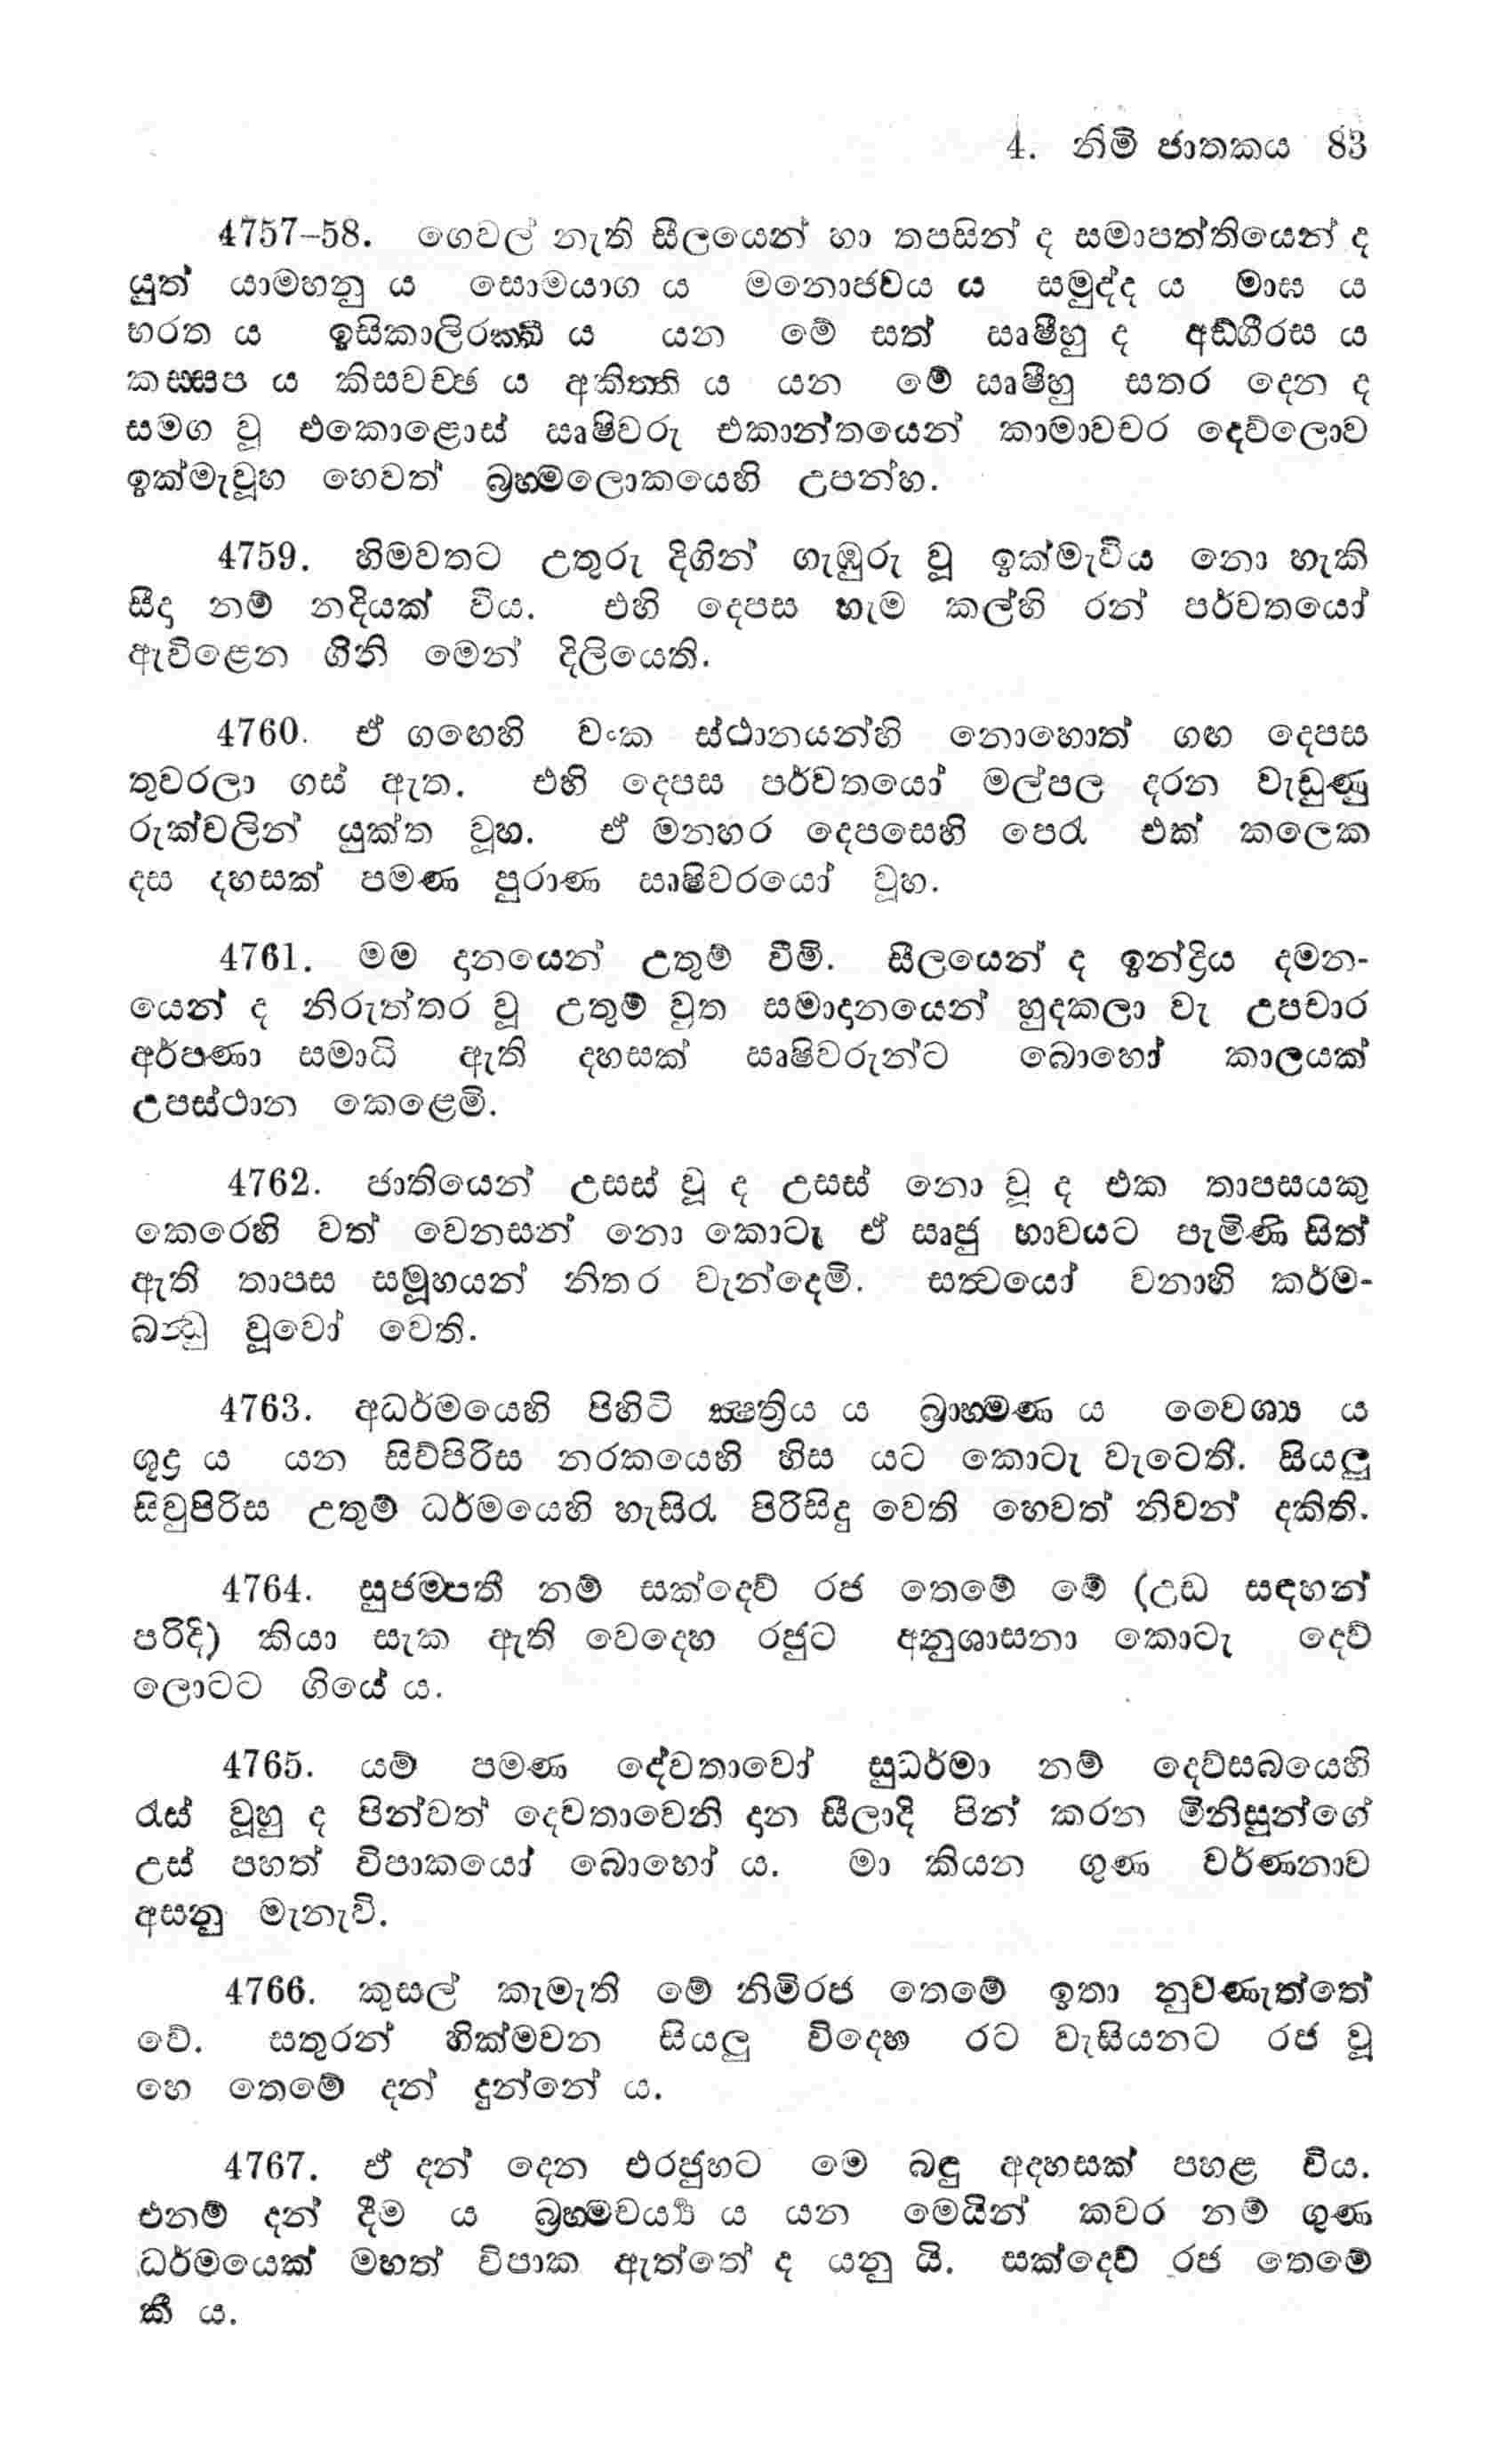 4. නිමි ජාතකය 83
4757–58. ගෙවල් නැති සීලයෙන් හා තපසින් ද සමාපත්තියෙන් ද
යුත් යාමහනු ය සොමයාග ය මනොජවය ය සමුද්ද ය මාඝ ය
භරත ය ඉසිකාලිරක්‍ඛි ය යන මේ සත් ඍෂීහු ද අඞ්ගීරස ය
කස්සප ය කිසවච්ඡ ය අකිත්ති ය යන මේ ඍෂීහු සතර දෙන ද
සමග වූ එකොළොස් ඍෂිවරු එකාන්තයෙන් කාමාවචර දෙව්ලොව
ඉක්මැවූහ හෙවත් බ්‍රහ්මලොකයෙහි උපන්හ.
4759. හිමවතට උතුරු දිගින් ගැඹුරු වූ ඉක්මැවිය නො හැකි
සීදා නම් නදියක් විය. එහි දෙපස හැම කල්හි රන් පර්වතයෝ
ඇවිළෙන ගිනි මෙන් දිලියෙති.
4760. ඒ ගඟෙහි වංක ස්ථානයන්හි නොහොත් ගඟ දෙපස
තුවරලා ගස් ඇත. එහි දෙපස පර්වතයෝ මල්පල දරන වැඩුණු
රුක්වලින් යුක්ත වූහ. ඒ මනහර දෙපසෙහි පෙරැ එක් කලෙක
දස දහසක් පමණ පුරාණ ඍෂිවරයෝ වූහ.
4761. මම දානයෙන් උතුම් වීමි. සීලයෙන් ද ඉන්ද්‍රිය දමන-
යෙන් ද නිරුත්තර වූ උතුම් වුත සමාදානයෙන් හුදකලා වැ උපචාර
අර්පණා සමාධි ඇති දහසක් ඍෂිවරුන්ට බොහෝ කාලයක්
උපස්ථාන කෙළෙමි.
4762. ජාතියෙන් උසස් වූ ද උසස් නො වූ ද එක තාපසයකු
කෙරෙහි වත් වෙනසක් නො කොටැ ඒ ඍජු භාවයට පැමිණි සිත්
ඇති තාපස සමූහයන් නිතර වැන්දෙමි. සත්‍වයෝ වනාහි කර්ම-
බන්‍ධු වූවෝ වෙති.
4763. අධර්මයෙහි පිහිටි ක්‍ෂත්‍රිය ය බ්‍රාහ්මණ ය වෛශ්‍ය ය
ශුද්‍ර ය යන සිව්පිරිස නරකයෙහි හිස යට කොටැ වැටෙති. සියලු
සිවුපිරිස උතුම් ධර්මයෙහි හැසිරැ පිරිසිදු වෙති හෙවත් නිවන් දකිති.
4764. සුජම්පතී නම් සක්දෙව් රජ තෙමේ මේ (උඩ සඳහන්
පරිදි) කියා සැක ඇති වෙදෙහ රජුට අනුශාසනා කොටැ දෙව්
ලොටට ගියේ ය.
4765. යම් පමණ දේවතාවෝ සුධර්මා නම් දෙව්සබයෙහි
රැස් වූහු ද පින්වත් දෙවතාවෙනි දාන සීලාදි පින් කරන මිනිසුන්ගේ
උස් පහත් විපාකයෝ බොහෝ ය. මා කියන ගුණ වර්ණනාව
අසනු මැනැවි.
4766. කුසල් කැමැති මේ නිමිරජ තෙමේ ඉතා නුවණැත්තේ
වේ. සතුරන් හික්මවන සියලු විදෙහ රට වැසියනට රජ වූ
හෙ තෙමේ දන් දුන්නේ ය.
4767. ඒ දන් දෙන එරජුහට මෙ බඳු අදහසක් පහළ විය.
එනම් දන් දීම ය බ්‍රහ්මචර්‍ය්‍ය ය යන මෙයින් කවර නම් ගුණ
ධර්මයෙක් මහත් විපාක ඇත්තේ ද යනු යි. සක්දෙව් රජ තෙමේ
කී ය.